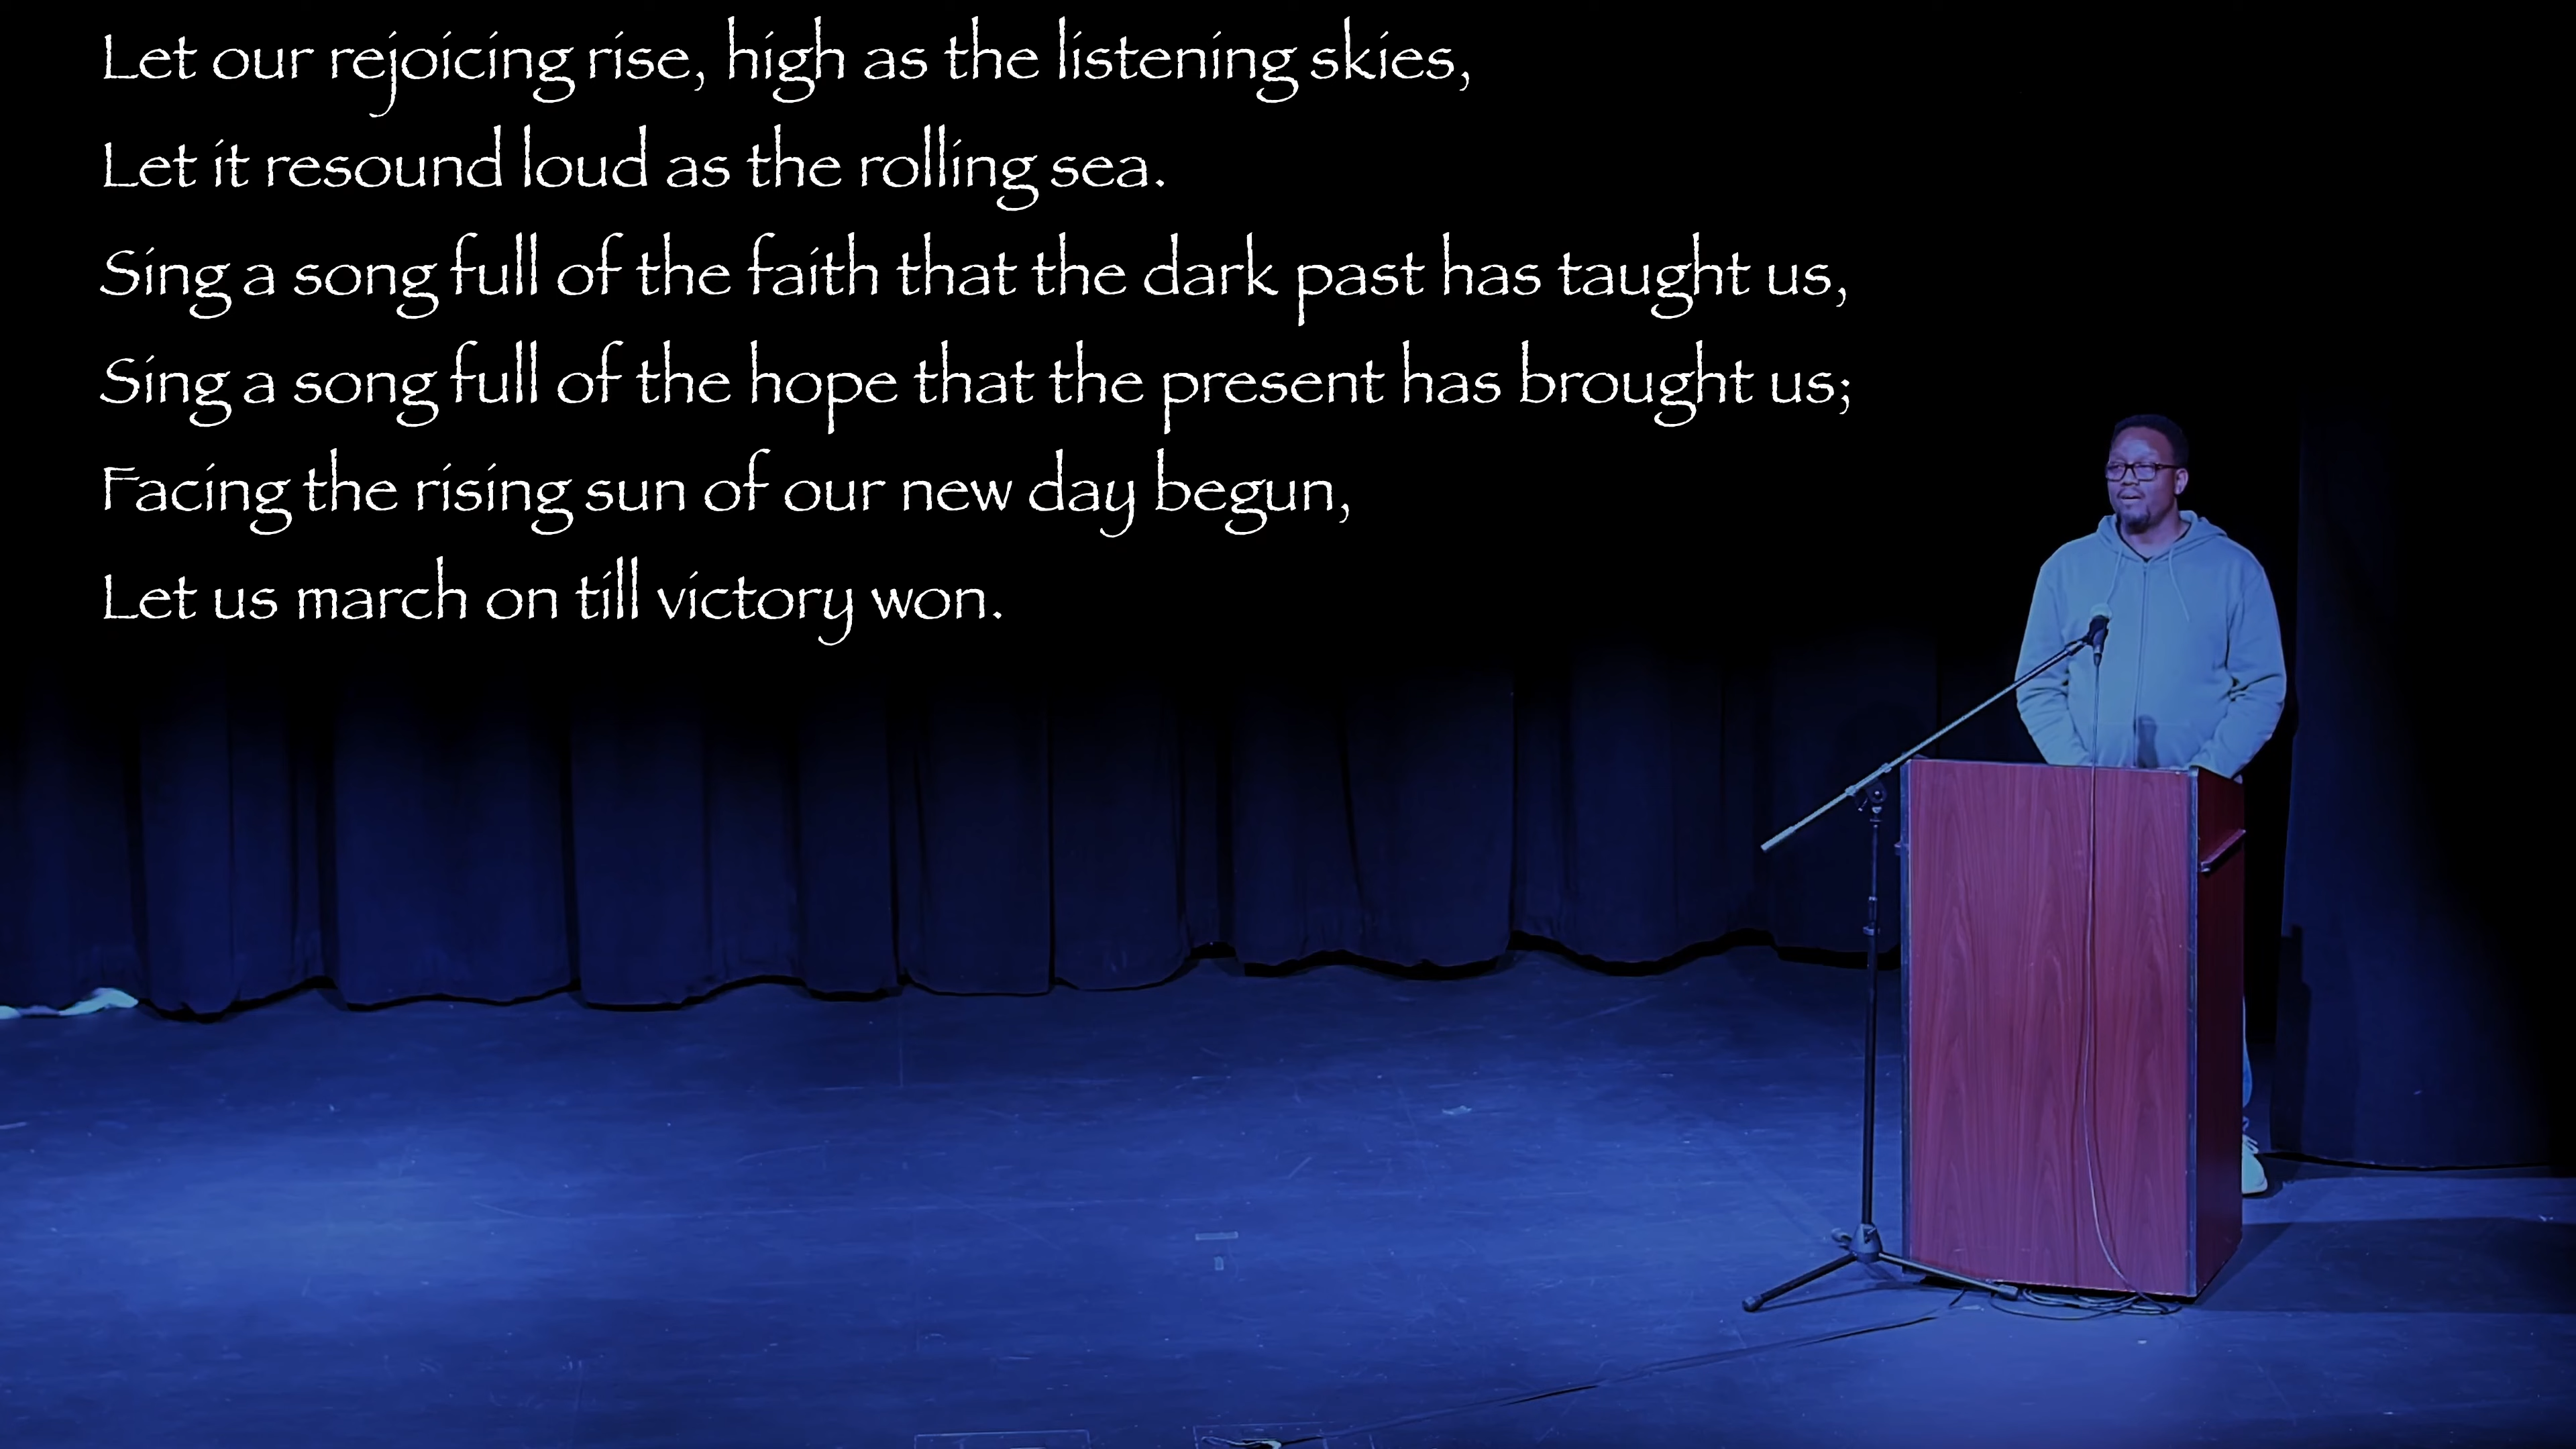 Let our rejoicing rise, high as the listening skies,
Let it resound loud as the rolling sea.
Sing a song full of the faith that the dark past has taught us,
Sing a song full of the hope that the present has brought us;
Facing the rising sun of our new day begun,
Let us march on till victory won.